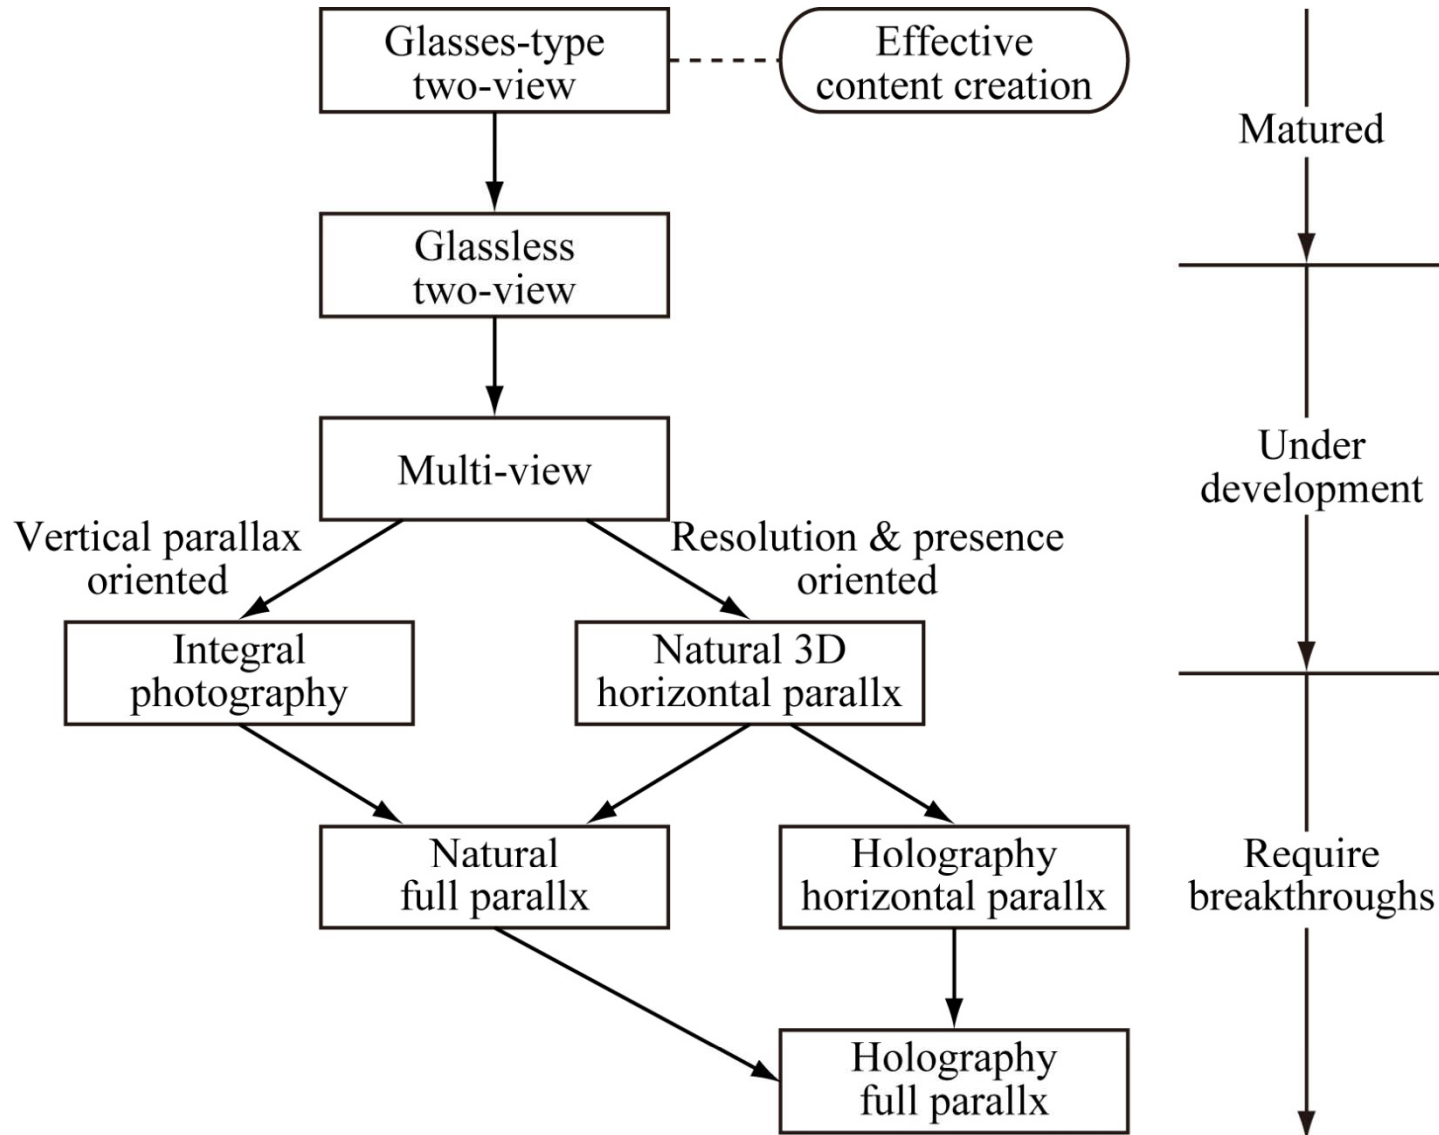 Glasses-type
two-view
Effective
content creation
Matured
Glassless
two-view
Multi-view
Under
development
Vertical parallax
oriented
Resolution & presence
oriented
Integral
photography
Natural 3D
horizontal parallx
Natural
full parallx
Holography
horizontal parallx
Require
breakthroughs
Holography
full parallx